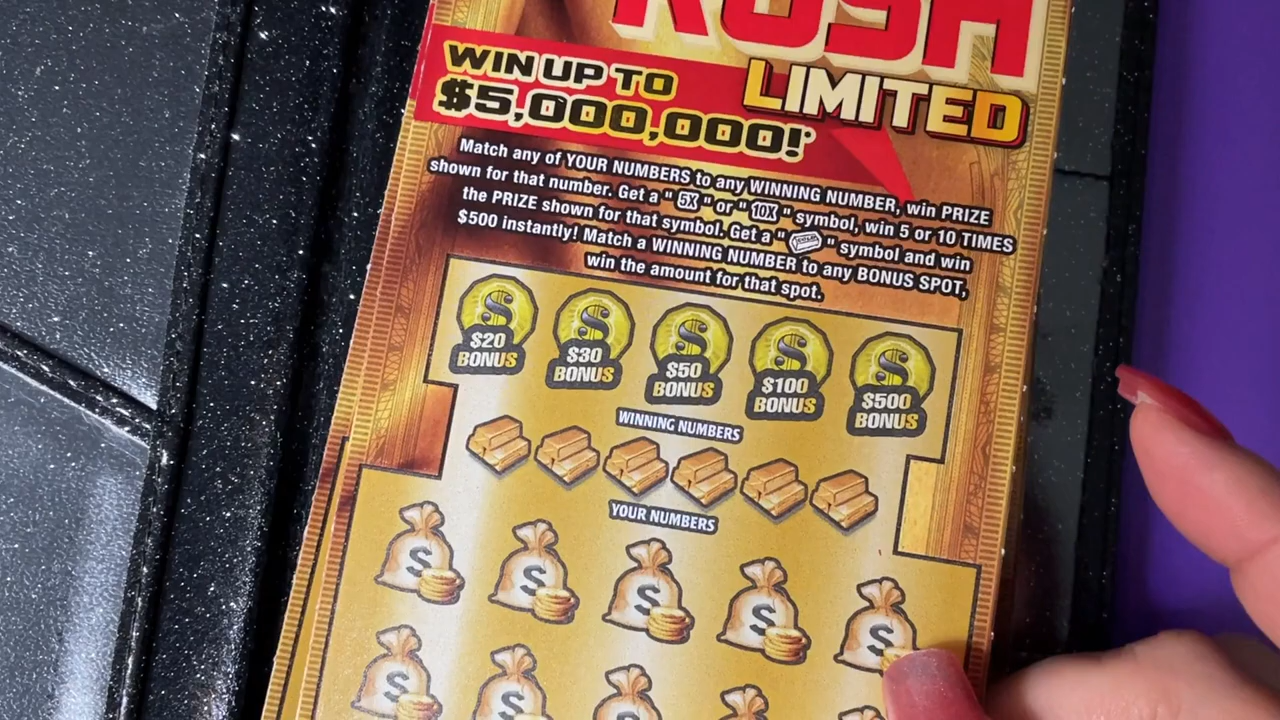 RUSH
LIMITED
WIN UP TO
$5,000,000!*
Match any of YOUR NUMBERS to any WINNING NUMBER, win PRIZE
shown for that number. Get a "5X" or "10X" symbol, win 5 or 10 TIMES
the PRIZE shown for that symbol. Get a " " symbol and win
$500 instantly! Match a WINNING NUMBER to any BONUS SPOT,
win the amount for that spot.
$20
BONUS
$30
BONUS
$50
BONUS
$100
BONUS
$500
BONUS
WINNING NUMBERS
YOUR NUMBERS